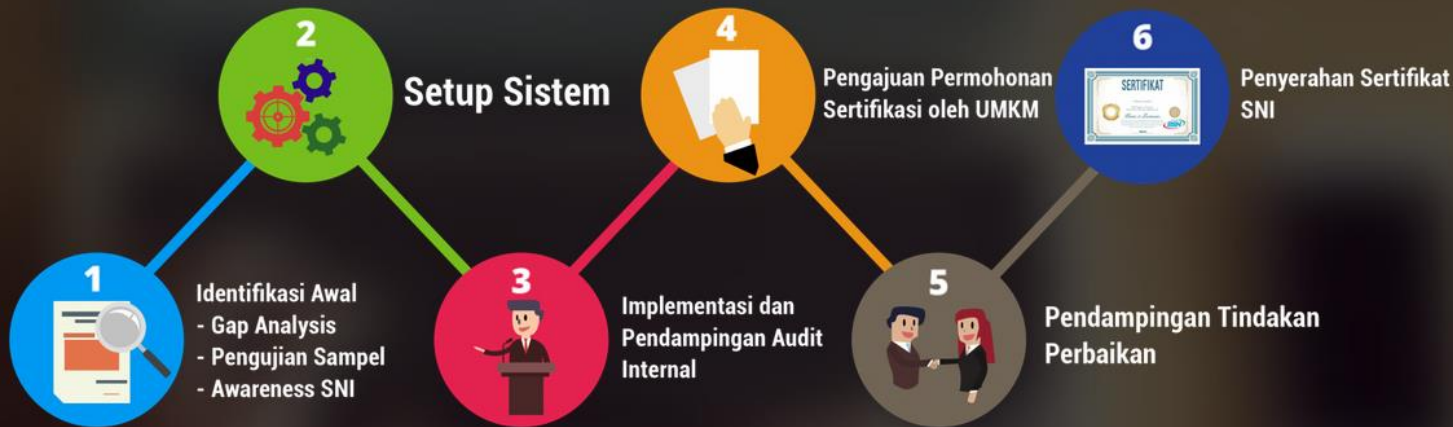 1
Identifikasi Awal
- Gap Analysis
- Pengujian Sampel
- Awareness SNI
2
Setup Sistem
3
Implementasi dan
Pendampingan Audit
Internal
4
Pengajuan Permohonan
Sertifikasi oleh UMKM
5
Pendampingan Tindakan
Perbaikan
6
SERTIFIKAT
Penyerahan Sertifikat
SNI